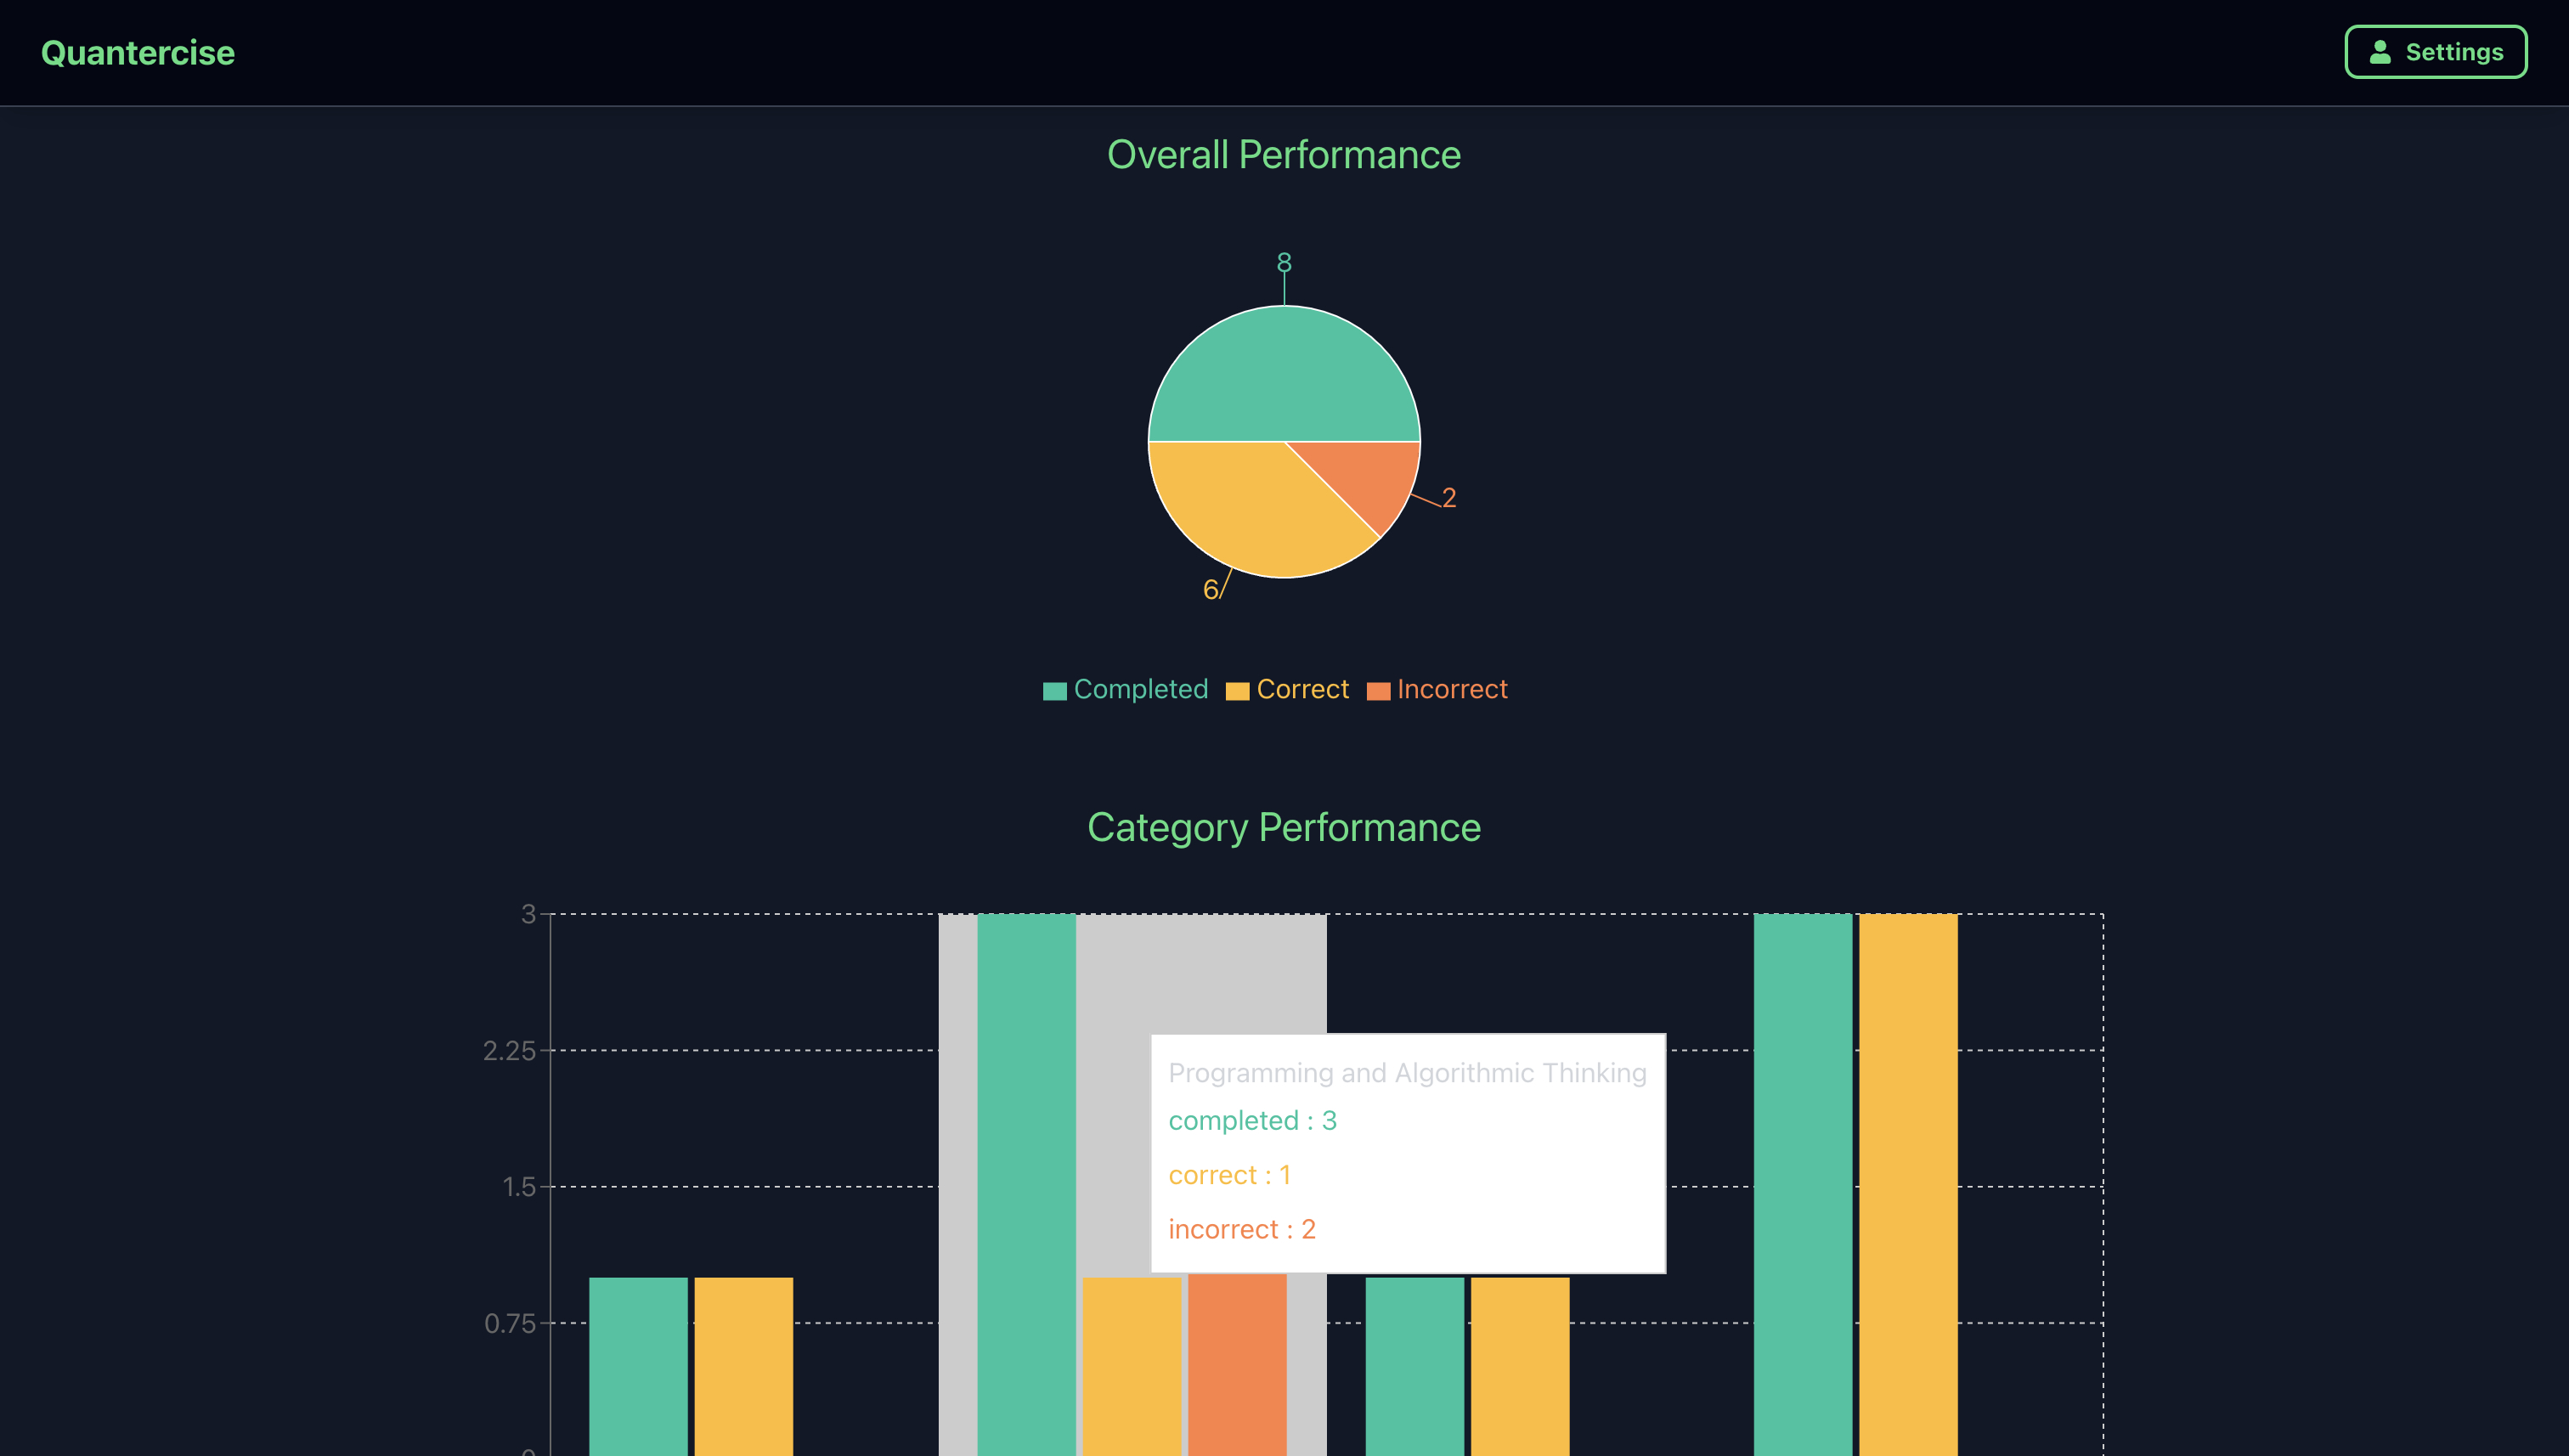 Quantercise
Settings
Overall Performance
8
2
6
Completed Correct Incorrect
Category Performance
3
2.25
Programming and Algorithmic Thinking
completed : 3
correct : 1
1.5
incorrect : 2
0.75